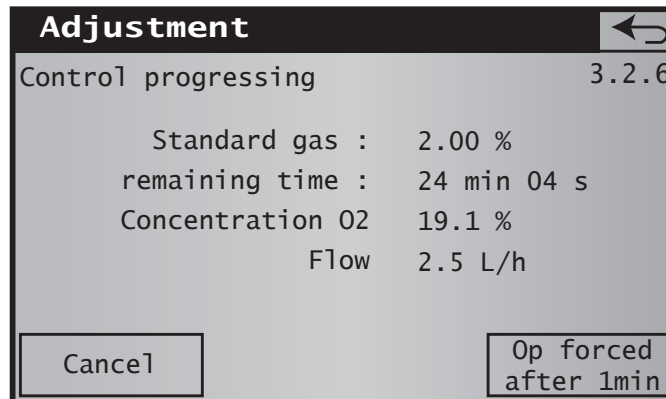 Adjustment
Control progressing 3.2.6
Standard gas : 2.00 %
remaining time : 24 min 04 s
Concentration O2 19.1 %
Flow 2.5 L/h
Cancel
Op forced
after 1min